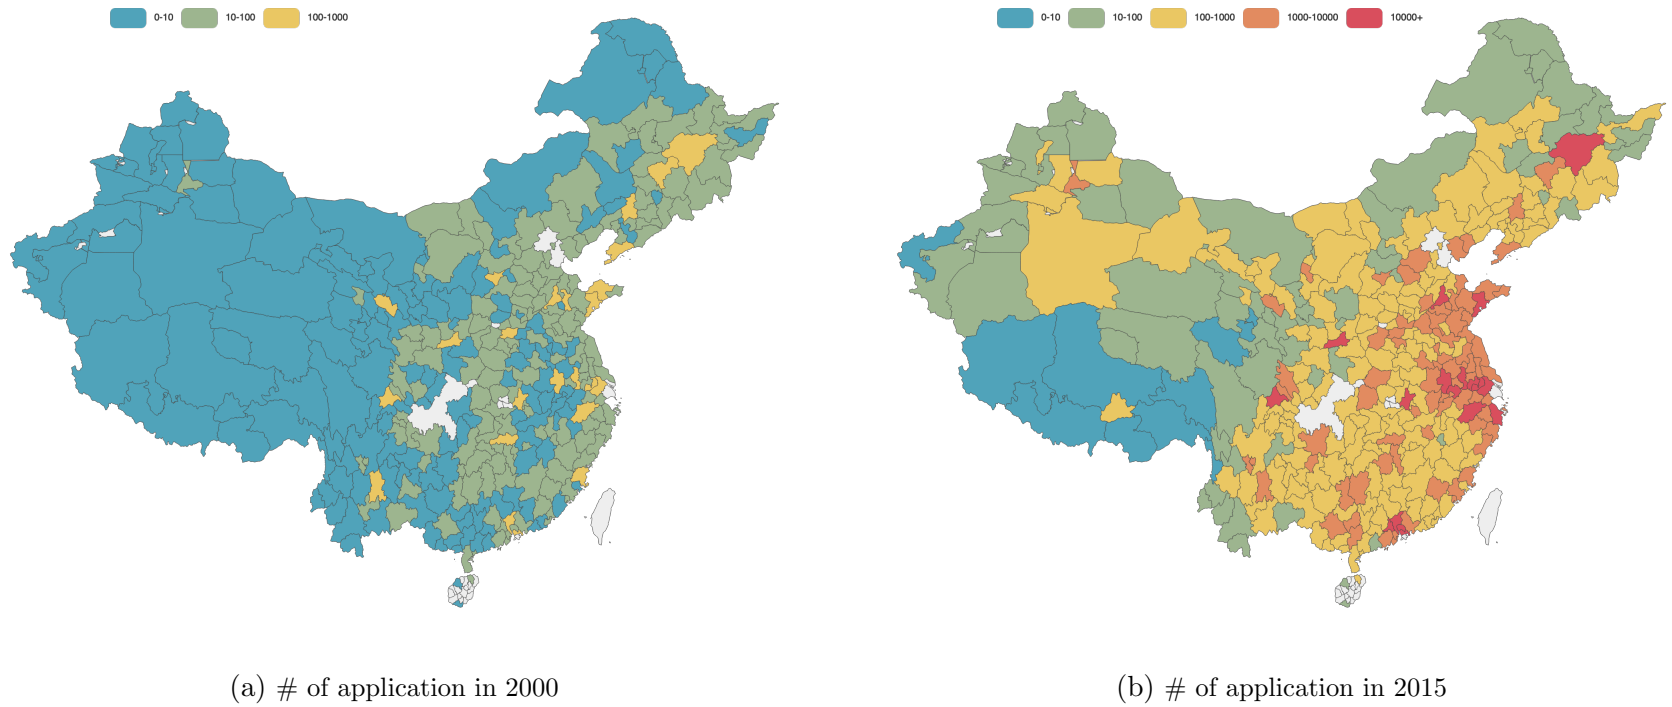 0-10 10-100 100-1000
0-10 10-100 100-1000 1000-10000 10000+
(a) # of application in 2000
(b) # of application in 2015